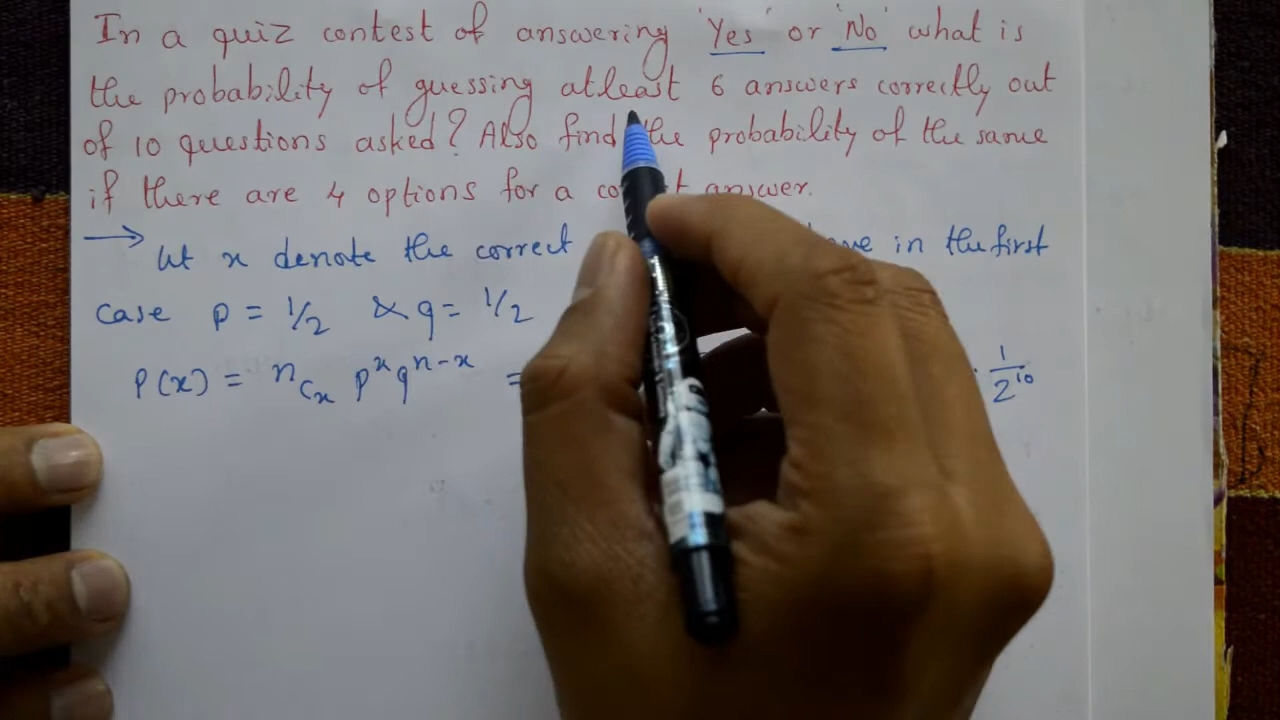 In a quiz contest of answering 'Yes' or 'No' what is
the probability of guessing atleast 6 answers correctly out
of 10 questions asked? Also find the probability of the same
if there are 4 options for a answer.
let x denote the correct in the first
case p = 1/2 & q = 1/2
P(x) = nCx p^x q^(n-x) = . 1/2^10